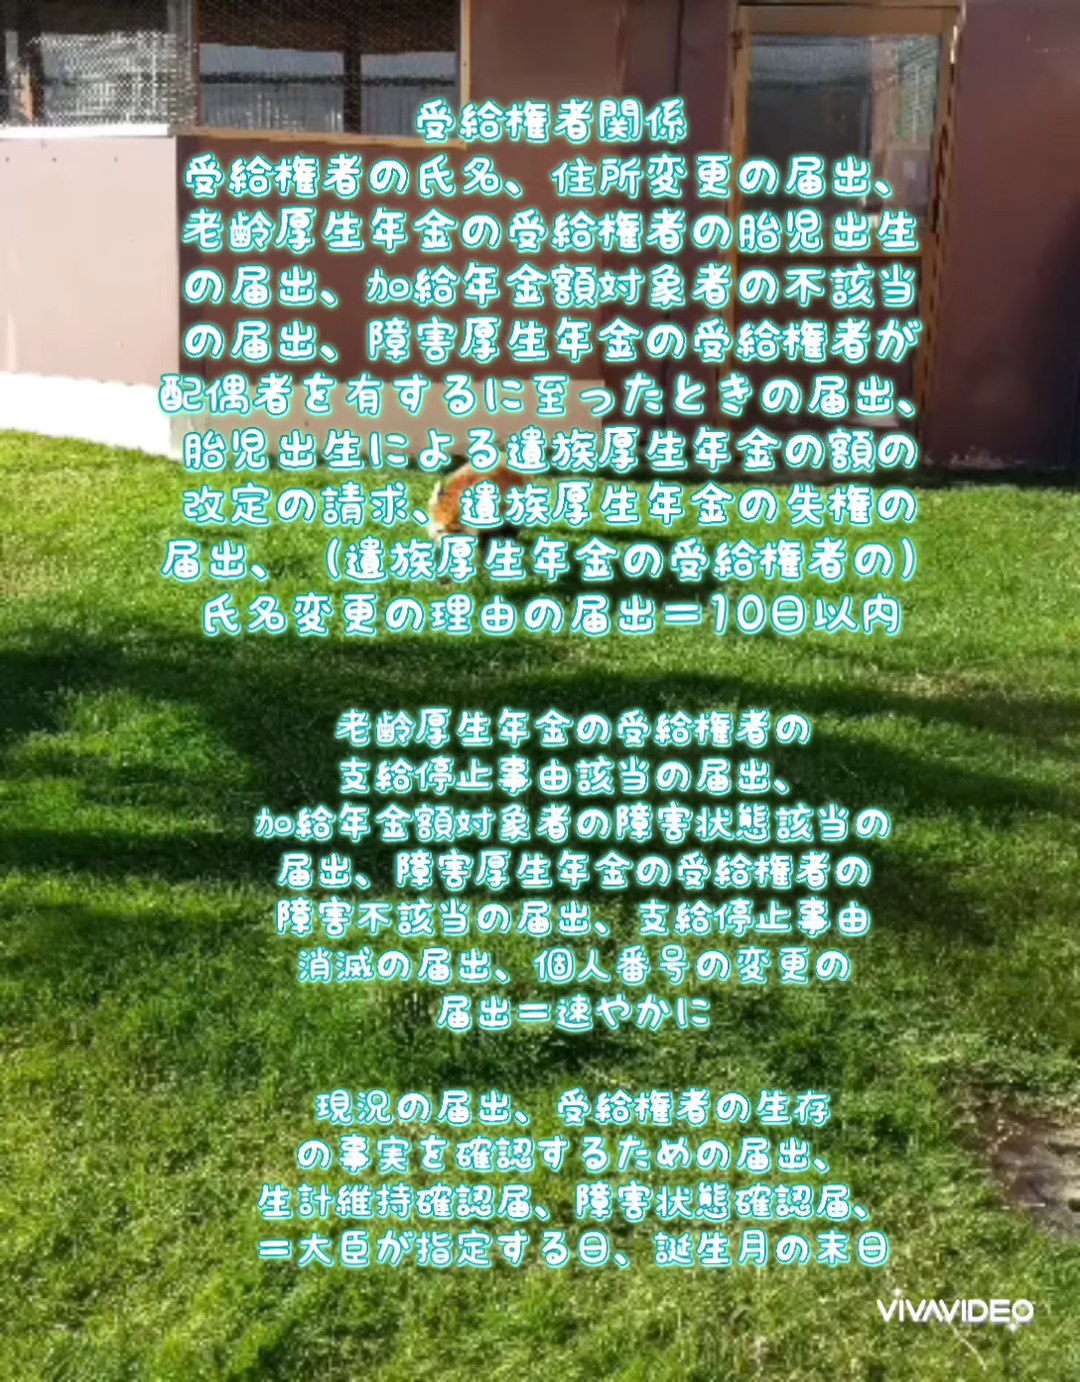 受給権者関係
受給権者の氏名、住所変更の届出、
老齢厚生年金の受給権者の胎児出生
の届出、加給年金額対象者の不該当
の届出、障害厚生年金の受給権者が
配偶者を有するに至ったときの届出、
胎児出生による遺族厚生年金の額の
改定の請求、遺族厚生年金の失権の
届出、（遺族厚生年金の受給権者の）
氏名変更の理由の届出＝10日以内
老齢厚生年金の受給権者の
支給停止事由該当の届出、
加給年金額対象者の障害状態該当の
届出、障害厚生年金の受給権者の
障害不該当の届出、支給停止事由
消滅の届出、個人番号の変更の
届出＝速やかに
現況の届出、受給権者の生存
の事実を確認するための届出、
生計維持確認届、障害状態確認届、
＝大臣が指定する日、誕生月の末日
VIVAVIDEO